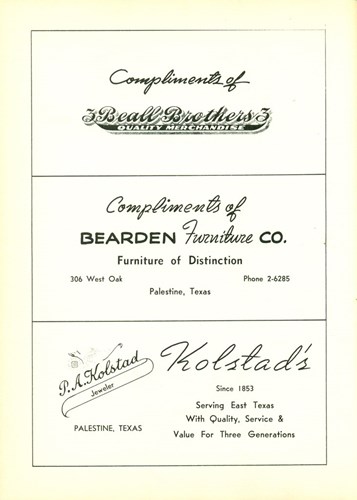 Compliments of
3 Beall Brothers 3
QUALITY MERCHANDISE
Compliments of
BEARDEN Furniture CO.
Furniture of Distinction
306 West Oak Phone 2-6285
Palestine, Texas
P. A. Kolstad
Jeweler
PALESTINE, TEXAS
Kolstad's
Since 1853
Serving East Texas
With Quality, Service &
Value For Three Generations